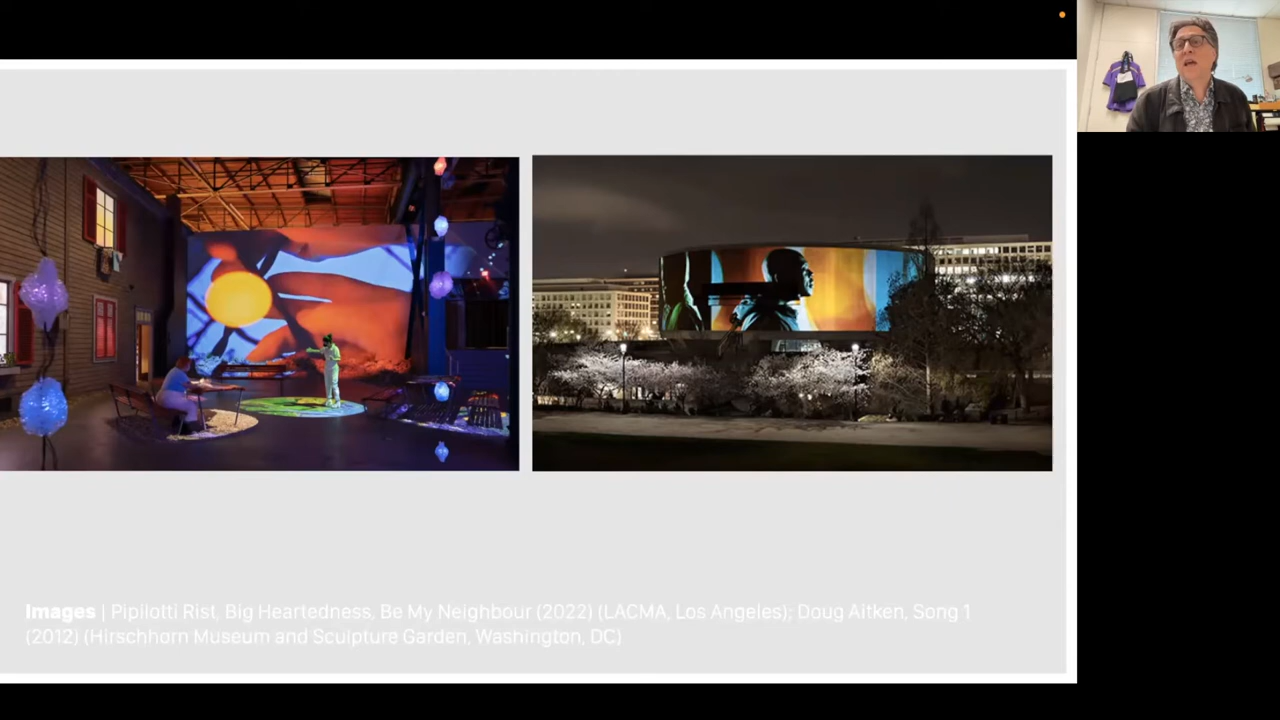 Images | Pipilotti Rist, Big Heartedness, Be My Neighbour (2022) (LACMA, Los Angeles); Doug Aitken, Song 1
(2012) (Hirschhorn Museum and Sculpture Garden, Washington, DC)